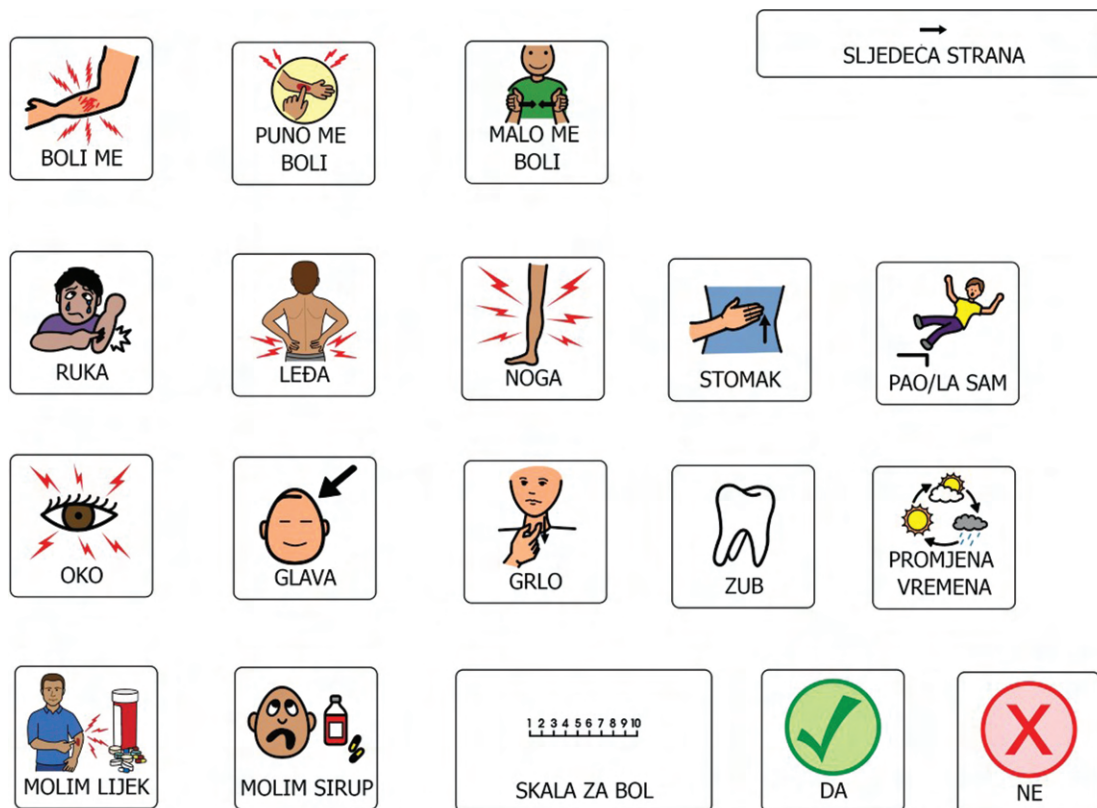 →
SLJEDEĆA STRANA
BOLI ME
PUNO ME
BOLI
MALO ME
BOLI
RUKA
LEĐA
NOGA
STOMAK
PAO/LA SAM
OKO
GLAVA
GRLO
ZUB
PROMJENA
VREMENA
MOLIM LIJEK
MOLIM SIRUP
1 2 3 4 5 6 7 8 9 10
SKALA ZA BOL
DA
X
NE